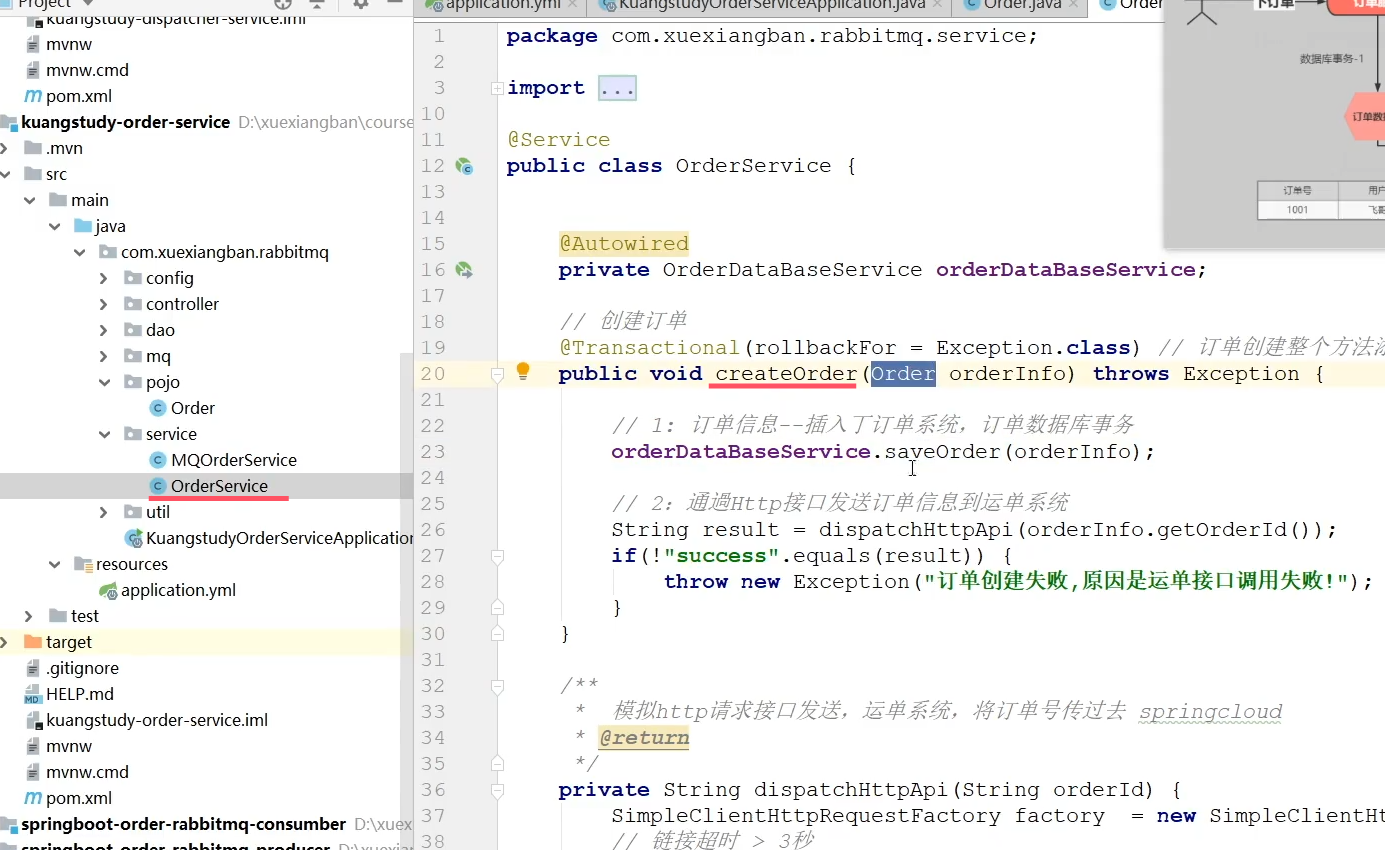 Project
kuangstudy-dispatcher-service.iml
mvnw
mvnw.cmd
pom.xml
kuangstudy-order-service D:\xuexiangban\course
.mvn
src
main
java
com.xuexiangban.rabbitmq
config
controller
dao
mq
pojo
Order
service
MQOrderService
OrderService
util
KuangstudyOrderServiceApplication
resources
application.yml
test
target
.gitignore
HELP.md
kuangstudy-order-service.iml
mvnw
mvnw.cmd
pom.xml
springboot-order-rabbitmq-consumber D:\xuex
springboot-order-rabbitmq-producer D:\xuexian
application.yml KuangstudyOrderServiceApplication.java Order.java Order
1 package com.xuexiangban.rabbitmq.service;
2
3 import ...
10
11 @Service
12 public class OrderService {
13
14
15 @Autowired
16 private OrderDataBaseService orderDataBaseService;
17
18 // 创建订单
19 @Transactional(rollbackFor = Exception.class) // 订单创建整个方法添
20 public void createOrder(Order orderInfo) throws Exception {
21
22 // 1: 订单信息--插入丁订单系统，订单数据库事务
23 orderDataBaseService.saveOrder(orderInfo);
24
25 // 2：通過Http接口发送订单信息到运单系统
26 String result = dispatchHttpApi(orderInfo.getOrderId());
27 if(!"success".equals(result)) {
28 throw new Exception("订单创建失败,原因是运单接口调用失败!");
29 }
30 }
31
32 /**
33 * 模拟http请求接口发送，运单系统，将订单号传过去 springcloud
34 * @return
35 */
36 private String dispatchHttpApi(String orderId) {
37 SimpleClientHttpRequestFactory factory = new SimpleClientHt
38 // 链接超时 > 3秒
下订单
数据库事务-1
订单数据
订单号 用户
1001 飞哥